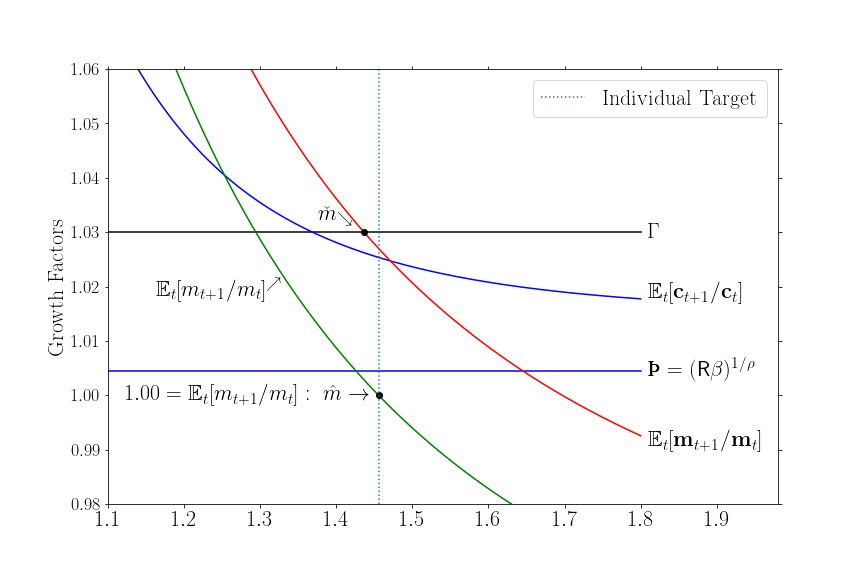 1.06
Individual Target
1.05
1.04
m̌
1.03
Γ
Growth Factors
1.02
𝔼ₜ[mₜ₊₁/mₜ]
𝔼ₜ[𝐜ₜ₊₁/𝐜ₜ]
1.01
Þ = (Rβ)^{1/ρ}
1.00
1.00 = 𝔼ₜ[mₜ₊₁/mₜ] : m̂ →
0.99
𝔼ₜ[𝐦ₜ₊₁/𝐦ₜ]
0.98
1.1 1.2 1.3 1.4 1.5 1.6 1.7 1.8 1.9